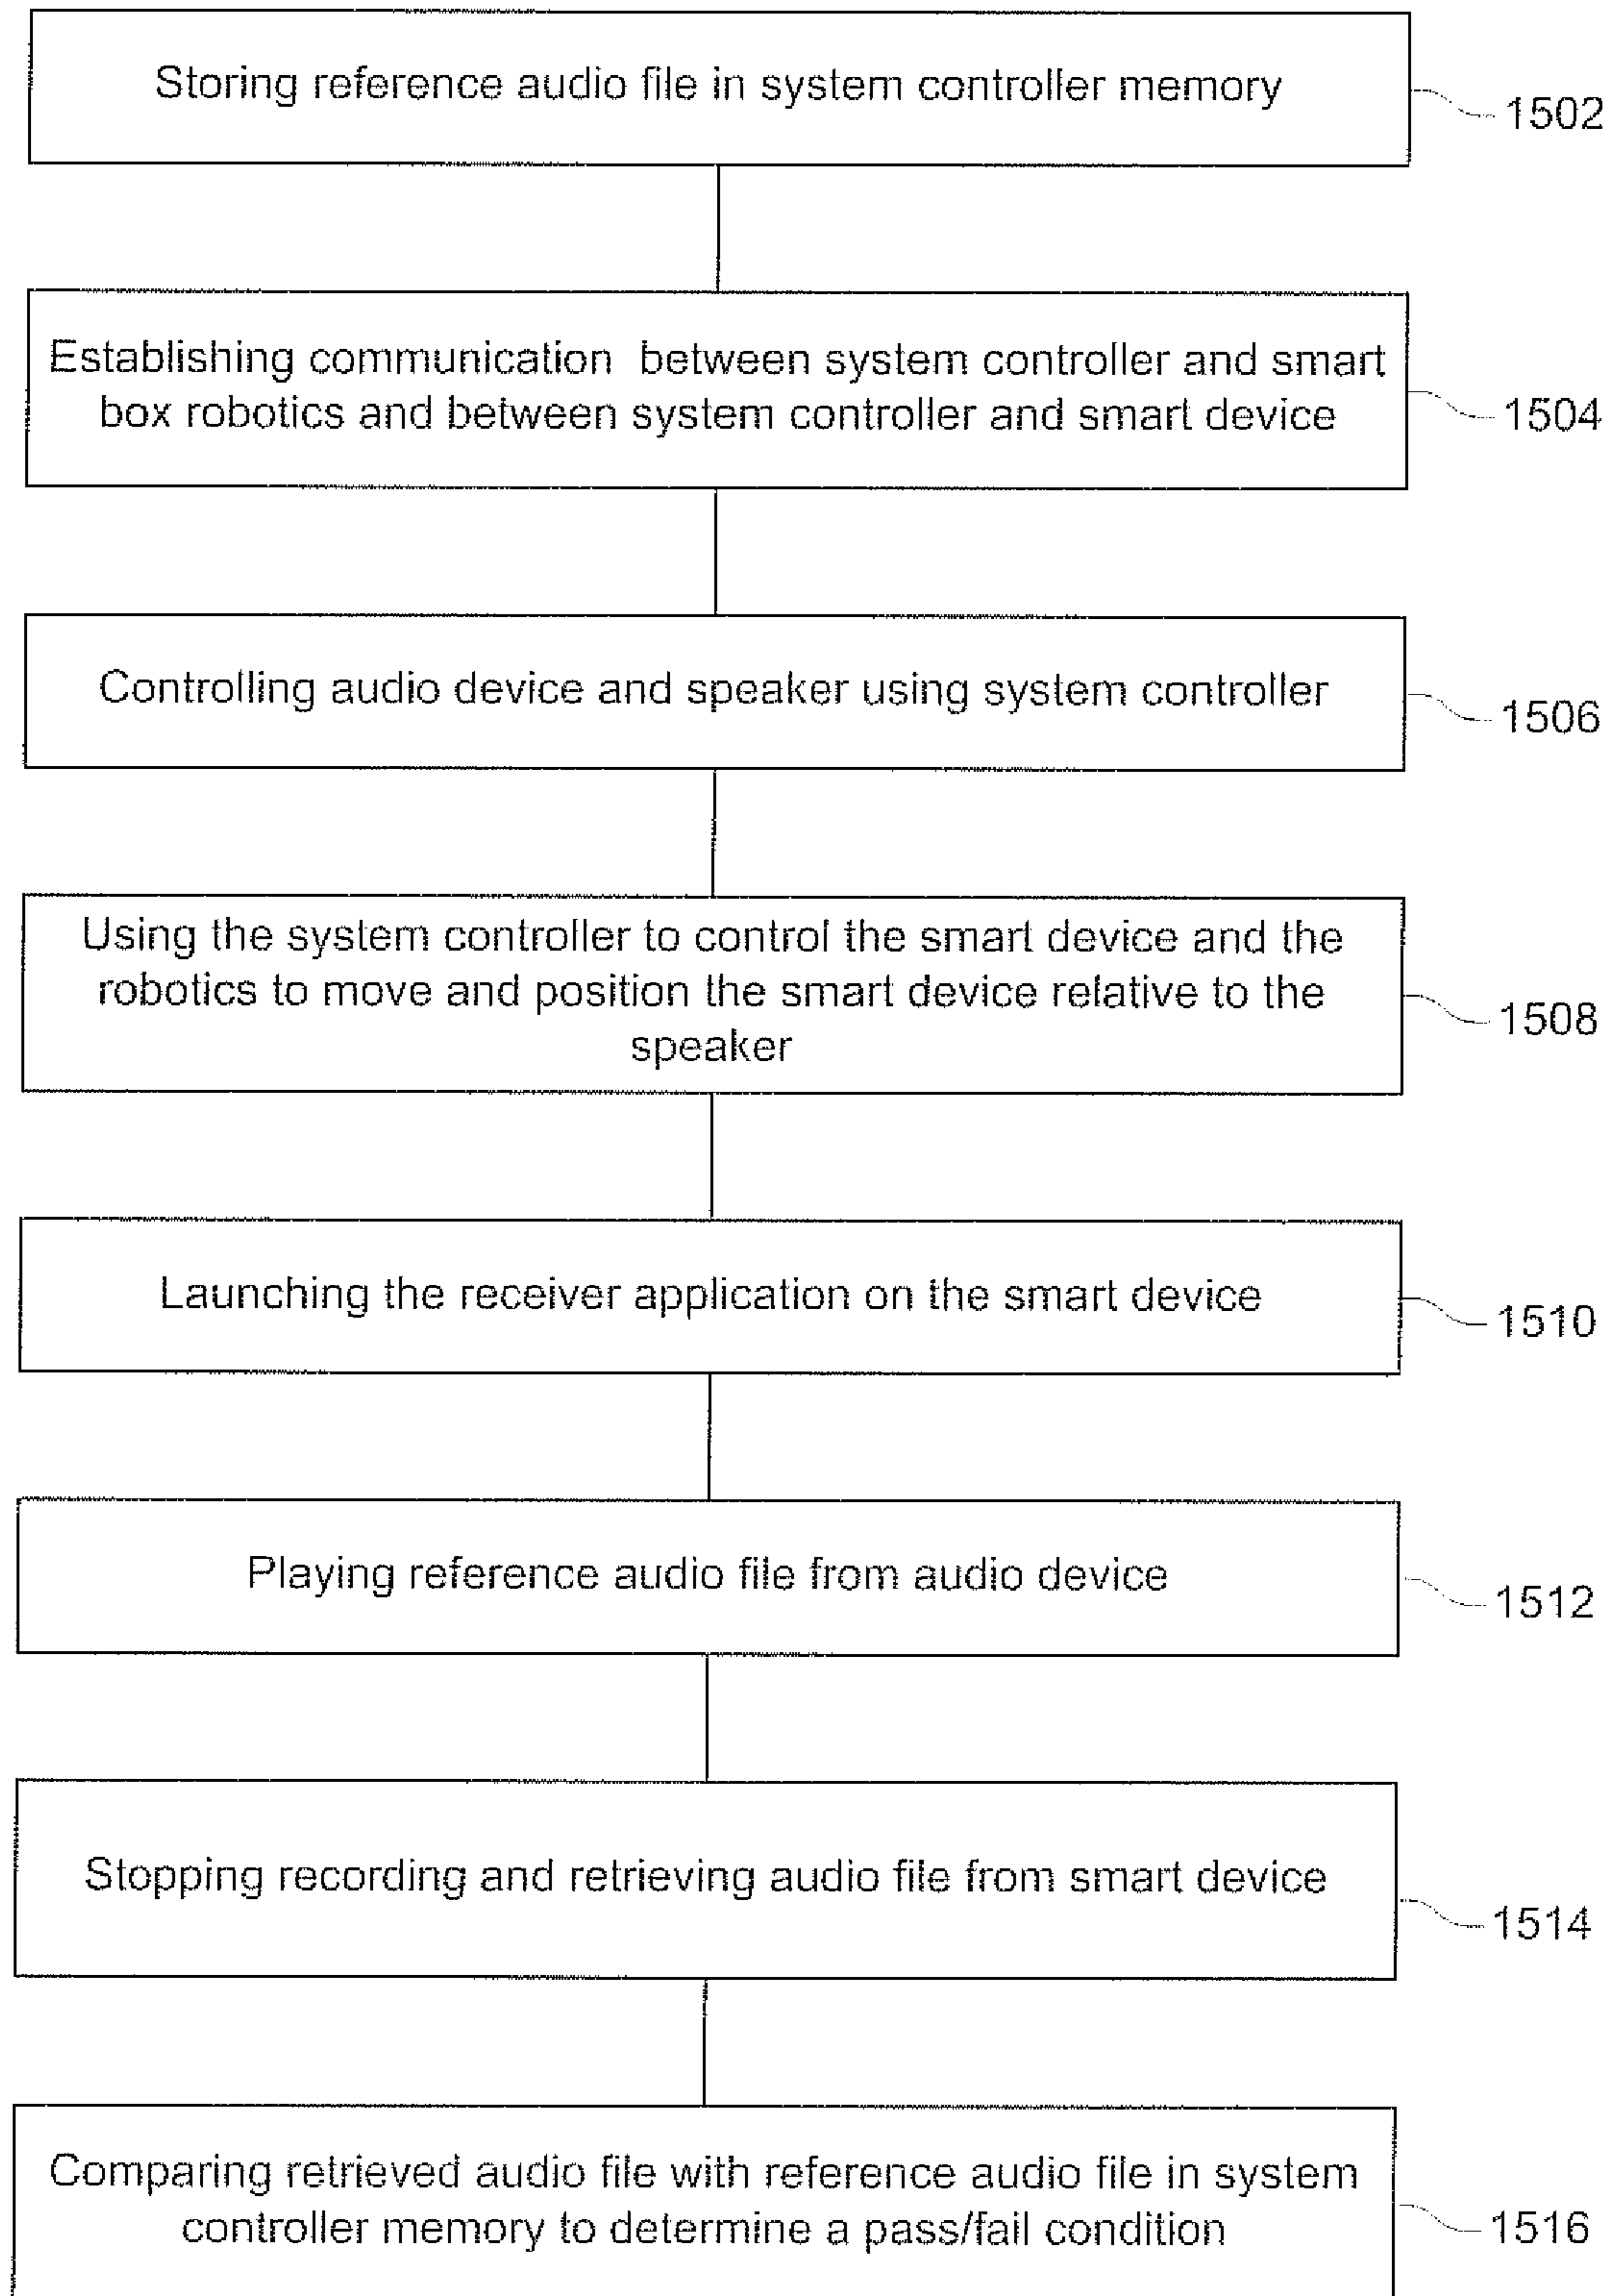 Storing reference audio file in system controller memory
1502
Establishing communication between system controller and smart
box robotics and between system controller and smart device
1504
Controlling audio device and speaker using system controller
1506
Using the system controller to control the smart device and the
robotics to move and position the smart device relative to the
speaker
1508
Launching the receiver application on the smart device
1510
Playing reference audio file from audio device
1512
Stopping recording and retrieving audio file from smart device
1514
Comparing retrieved audio file with reference audio file in system
controller memory to determine a pass/fail condition
1516